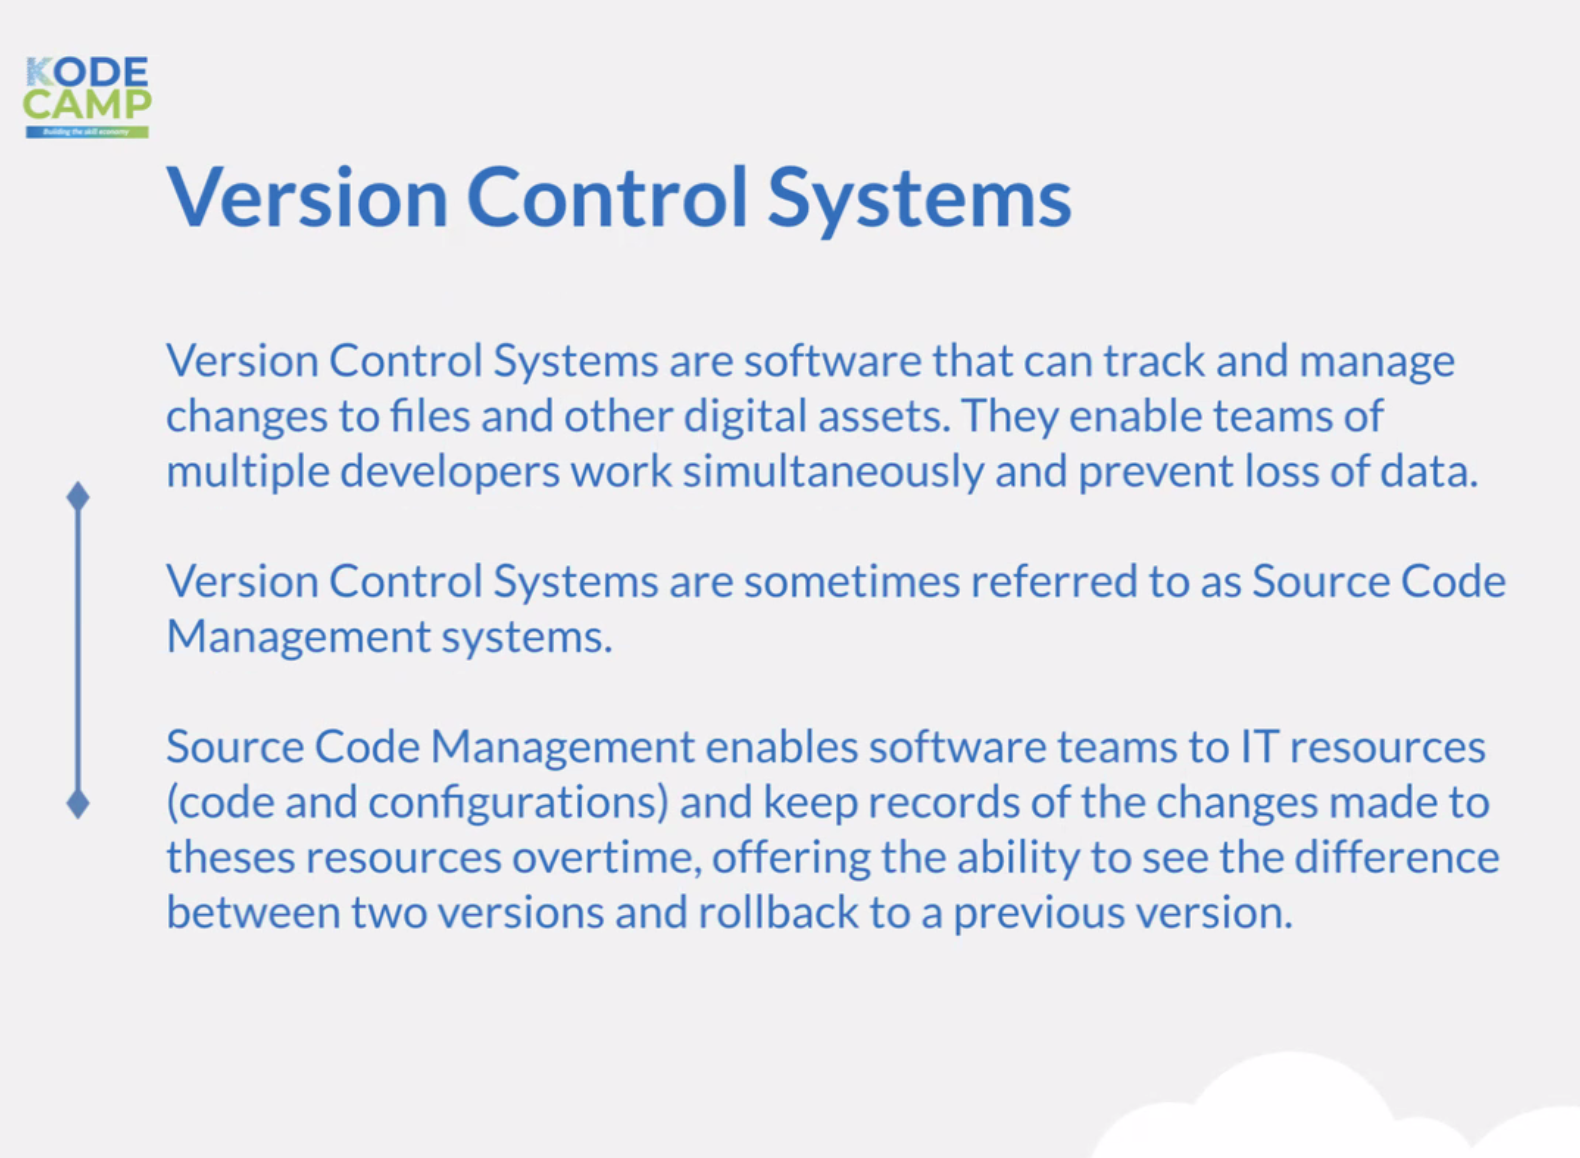 KODE
CAMP
Building the skill economy
Version Control Systems
Version Control Systems are software that can track and manage
changes to files and other digital assets. They enable teams of
multiple developers work simultaneously and prevent loss of data.
Version Control Systems are sometimes referred to as Source Code
Management systems.
Source Code Management enables software teams to IT resources
(code and configurations) and keep records of the changes made to
theses resources overtime, offering the ability to see the difference
between two versions and rollback to a previous version.